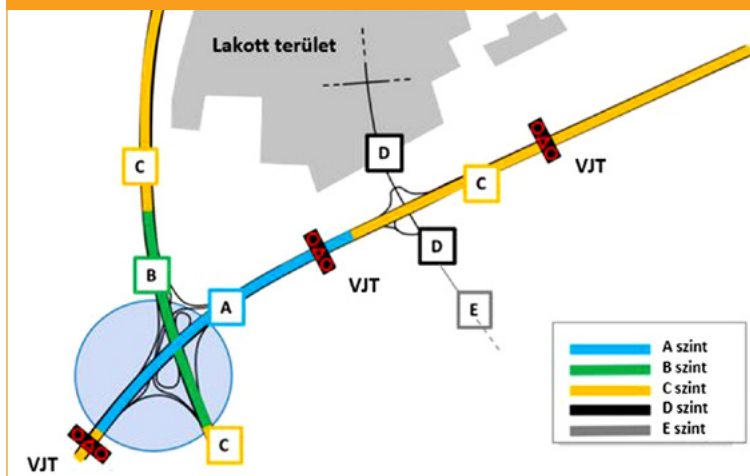 Lakott terület
D
C
C
VJT
D
B
A
VJT
E
C
VJT
A szint
B szint
C szint
D szint
E szint